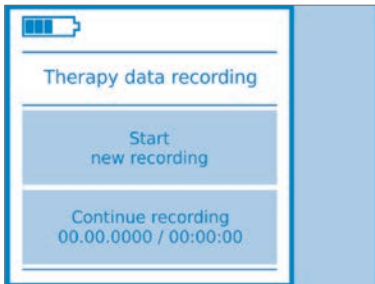 Therapy data recording
Start
new recording
Continue recording
00.00.0000 / 00:00:00